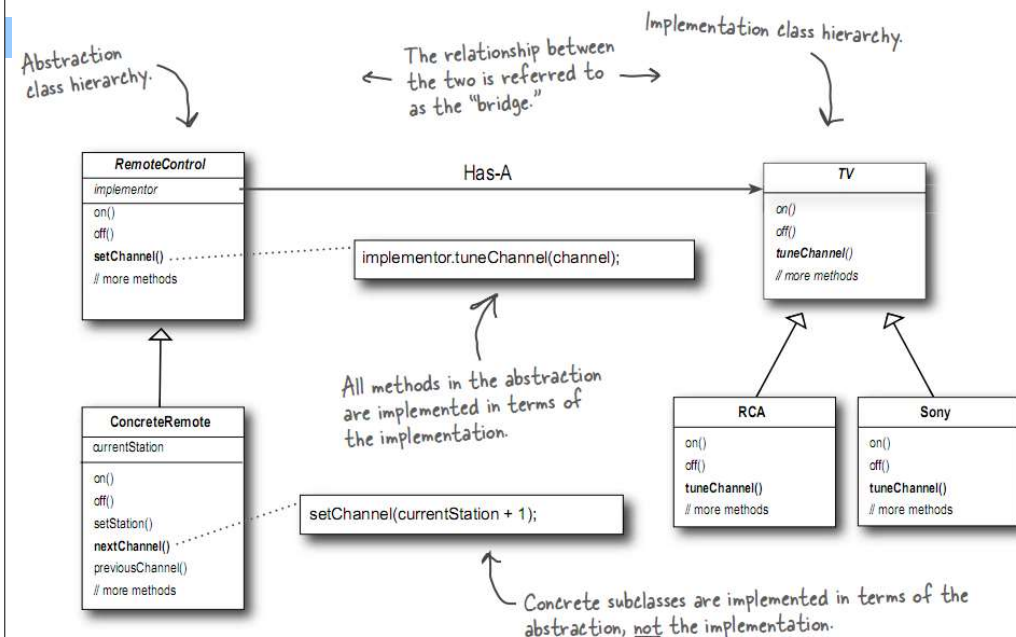 Abstraction
class hierarchy.
The relationship between
the two is referred to
as the "bridge."
Implementation class hierarchy.
RemoteControl
implementor
on()
off()
setChannel()
// more methods
Has-A
TV
on()
off()
tuneChannel()
// more methods
implementor.tuneChannel(channel);
All methods in the abstraction
are implemented in terms of
the implementation.
ConcreteRemote
currentStation
on()
off()
setStation()
nextChannel()
previousChannel()
// more methods
setChannel(currentStation + 1);
RCA
on()
off()
tuneChannel()
// more methods
Sony
on()
off()
tuneChannel()
// more methods
Concrete subclasses are implemented in terms of the
abstraction, not the implementation.